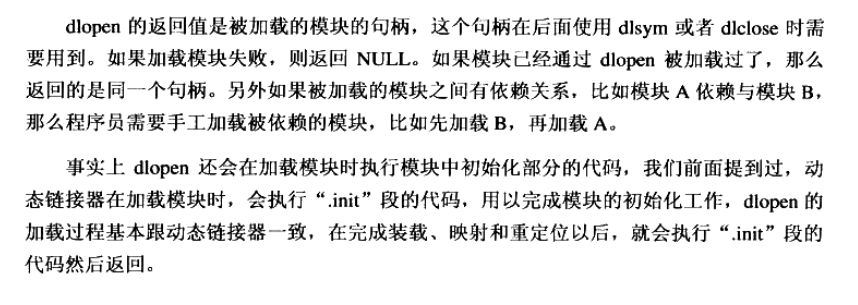 dlopen 的返回值是被加载的模块的句柄，这个句柄在后面使用 dlsym 或者 dlclose 时需
要用到。如果加载模块失败，则返回 NULL。如果模块已经通过 dlopen 被加载过了，那么
返回的是同一个句柄。另外如果被加载的模块之间有依赖关系，比如模块 A 依赖与模块 B，
那么程序员需要手工加载被依赖的模块，比如先加载 B，再加载 A。
事实上 dlopen 还会在加载模块时执行模块中初始化部分的代码，我们前面提到过，动
态链接器在加载模块时，会执行“.init”段的代码，用以完成模块的初始化工作，dlopen 的
加载过程基本跟动态链接器一致，在完成装载、映射和重定位以后，就会执行“.init”段的
代码然后返回。